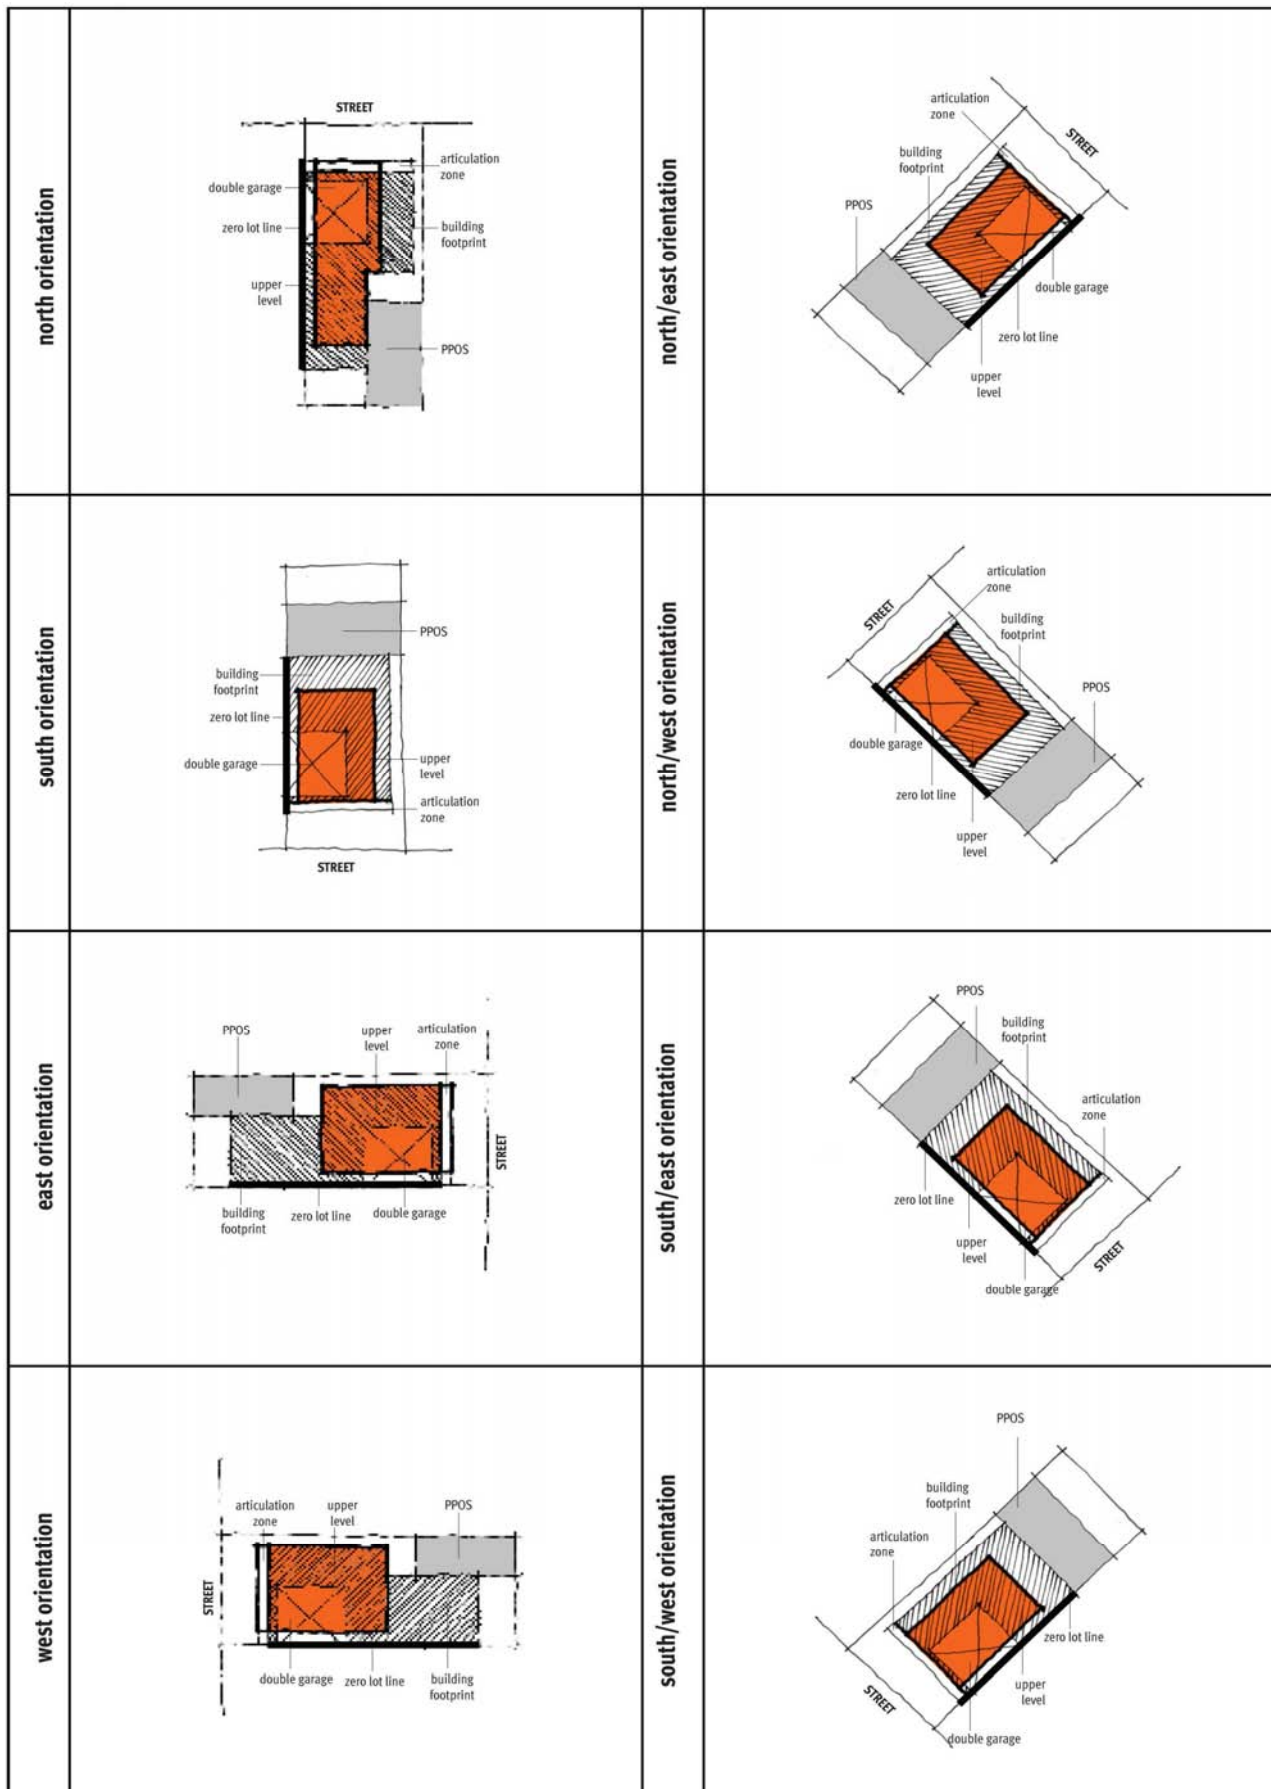 north orientation
STREET
articulation
zone
double garage
zero lot line
building
footprint
upper
level
PPOS
north/east orientation
articulation
zone
STREET
building
footprint
PPOS
double garage
zero lot line
upper
level
south orientation
PPOS
building
footprint
zero lot line
double garage
upper
level
articulation
zone
STREET
north/west orientation
articulation
zone
STREET
building
footprint
PPOS
double garage
zero lot line
upper
level
east orientation
PPOS
upper
level
articulation
zone
STREET
building
footprint
zero lot line
double garage
south/east orientation
PPOS
building
footprint
articulation
zone
zero lot line
upper
level
STREET
double garage
west orientation
articulation
zone
upper
level
PPOS
STREET
double garage
zero lot line
building
footprint
south/west orientation
PPOS
building
footprint
articulation
zone
zero lot line
upper
level
STREET
double garage